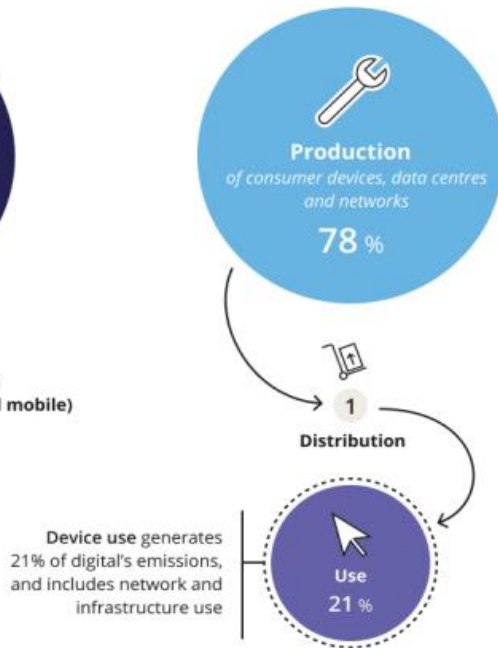 Production
of consumer devices, data centres
and networks
78 %
mobile)
1
Distribution
Device use generates
21% of digital's emissions,
and includes network and
infrastructure use
Use
21 %